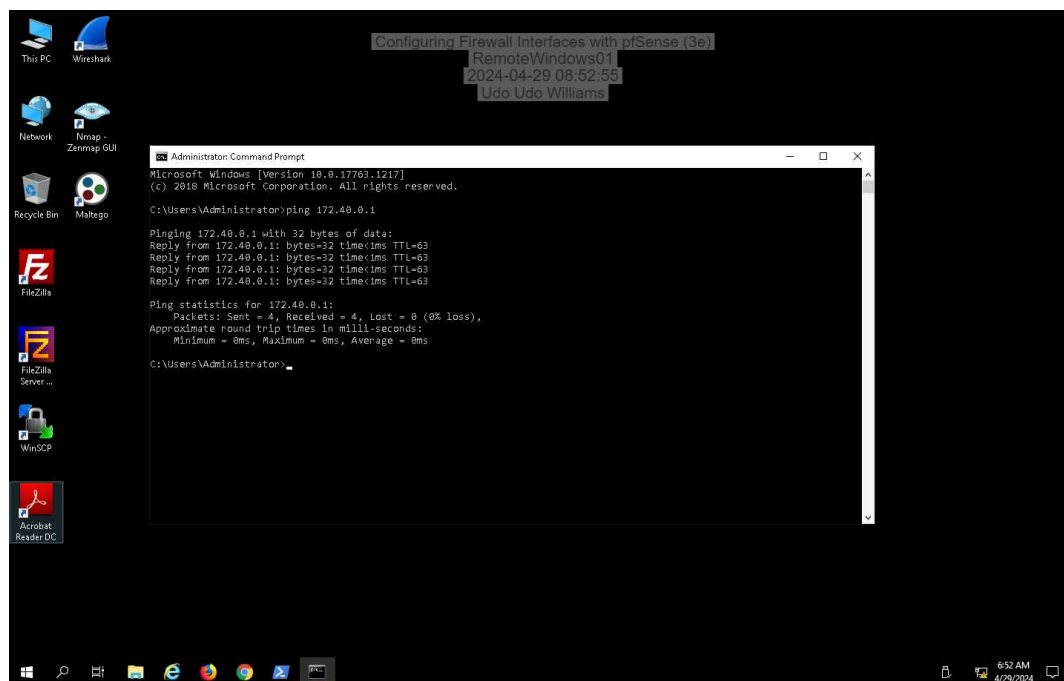 Configuring Firewall Interfaces with pfSense (3e)
RemoteWindows01
2024-04-29 08:52:55
Udo Udo Williams
This PC
Wireshark
Network
Nmap -
Zenmap GUI
Recycle Bin
Maltego
FileZilla
FileZilla
Server ...
WinSCP
Acrobat
Reader DC
Administrator: Command Prompt
Microsoft Windows [Version 10.0.17763.1217]
(c) 2018 Microsoft Corporation. All rights reserved.
C:\Users\Administrator>ping 172.40.0.1
Pinging 172.40.0.1 with 32 bytes of data:
Reply from 172.40.0.1: bytes=32 time<1ms TTL=63
Reply from 172.40.0.1: bytes=32 time<1ms TTL=63
Reply from 172.40.0.1: bytes=32 time<1ms TTL=63
Reply from 172.40.0.1: bytes=32 time<1ms TTL=63
Ping statistics for 172.40.0.1:
Packets: Sent = 4, Received = 4, Lost = 0 (0% loss),
Approximate round trip times in milli-seconds:
Minimum = 0ms, Maximum = 0ms, Average = 0ms
C:\Users\Administrator>
6:52 AM
4/29/2024